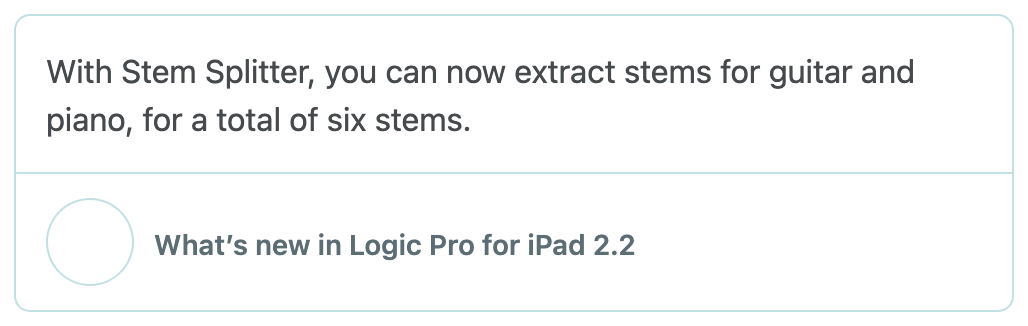 With Stem Splitter, you can now extract stems for guitar and
piano, for a total of six stems.
What’s new in Logic Pro for iPad 2.2